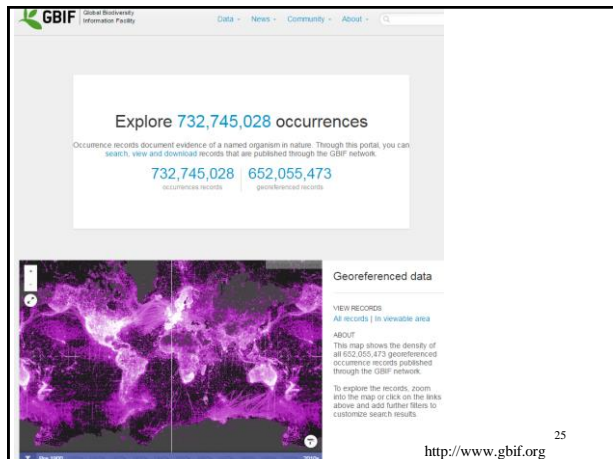 GBIF Global Biodiversity
Information Facility
Data News Community About
Explore 732,745,028 occurrences
Occurrence records document evidence of a named organism in nature. Through this portal, you can
search, view and download records that are published through the GBIF network.
732,745,028 652,055,473
occurrences records georeferenced records
Georeferenced data
VIEW RECORDS
All records | In viewable area
ABOUT
This map shows the density of
all 652,055,473 georeferenced
occurrence records published
through the GBIF network.
To explore the records, zoom
into the map or click on the links
above and add further filters to
customize search results.
25
http://www.gbif.org